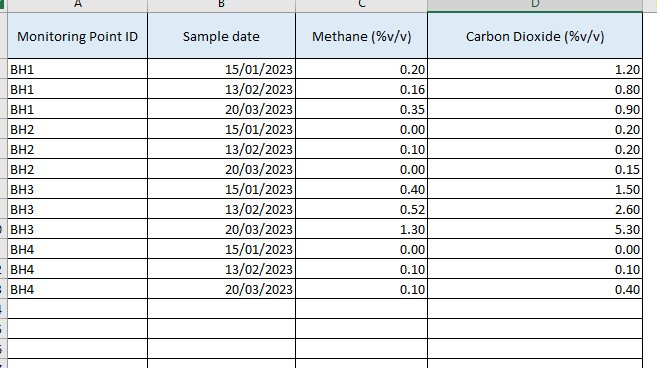 A B C D
Monitoring Point ID Sample date Methane (%v/v) Carbon Dioxide (%v/v)
BH1 15/01/2023 0.20 1.20
BH1 13/02/2023 0.16 0.80
BH1 20/03/2023 0.35 0.90
BH2 15/01/2023 0.00 0.20
BH2 13/02/2023 0.10 0.20
BH2 20/03/2023 0.00 0.15
BH3 15/01/2023 0.40 1.50
BH3 13/02/2023 0.52 2.60
BH3 20/03/2023 1.30 5.30
BH4 15/01/2023 0.00 0.00
BH4 13/02/2023 0.10 0.10
BH4 20/03/2023 0.10 0.40